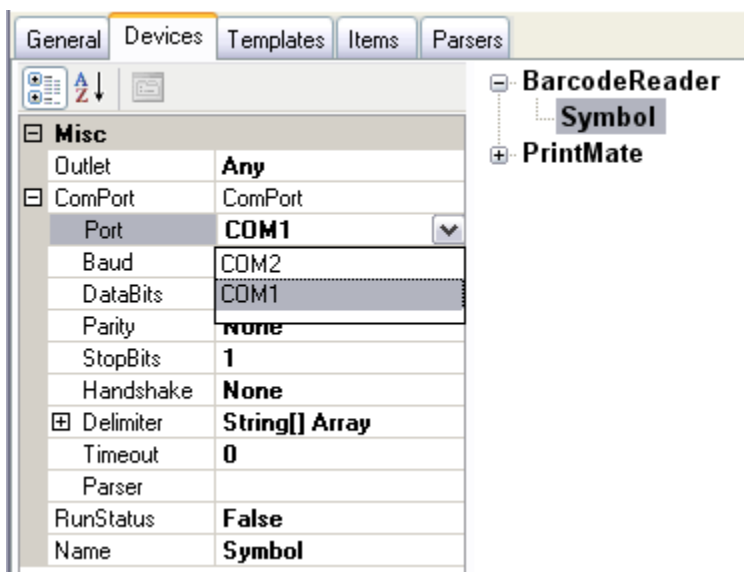 General Devices Templates Items Parsers
Misc
Outlet Any
ComPort ComPort
Port COM1
Baud COM2
DataBits COM1
Parity None
StopBits 1
Handshake None
Delimiter String[] Array
Timeout 0
Parser
RunStatus False
Name Symbol
BarcodeReader
Symbol
PrintMate